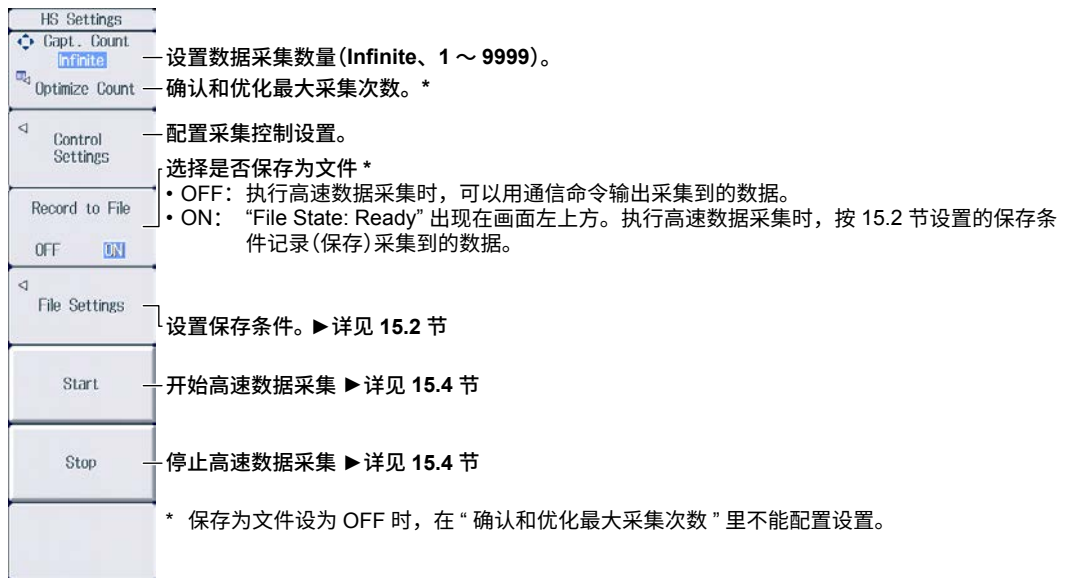 HS Settings
Capt. Count
Infinite
设置数据采集数量(Infinite、1 ～ 9999)。
Optimize Count
确认和优化最大采集次数。*
Control
Settings
配置采集控制设置。
选择是否保存为文件 *
• OFF： 执行高速数据采集时，可以用通信命令输出采集到的数据。
• ON： “File State: Ready” 出现在画面左上方。执行高速数据采集时，按 15.2 节设置的保存条
件记录(保存)采集到的数据。
Record to File
OFF ON
File Settings
设置保存条件。►详见 15.2 节
Start
开始高速数据采集 ►详见 15.4 节
Stop
停止高速数据采集 ►详见 15.4 节
* 保存为文件设为 OFF 时，在 “ 确认和优化最大采集次数 ” 里不能配置设置。